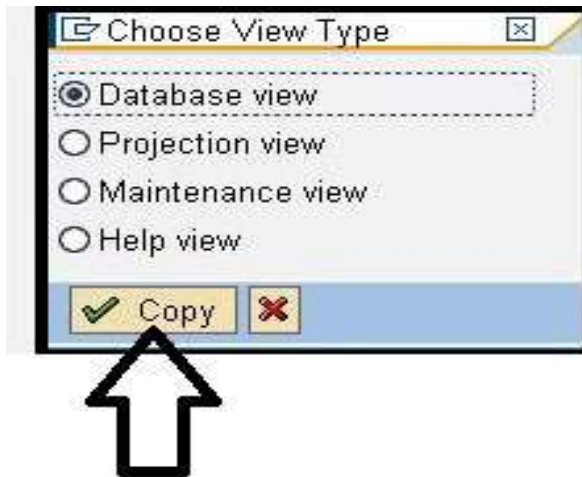 Choose View Type
Database view
Projection view
Maintenance view
Help view
Copy